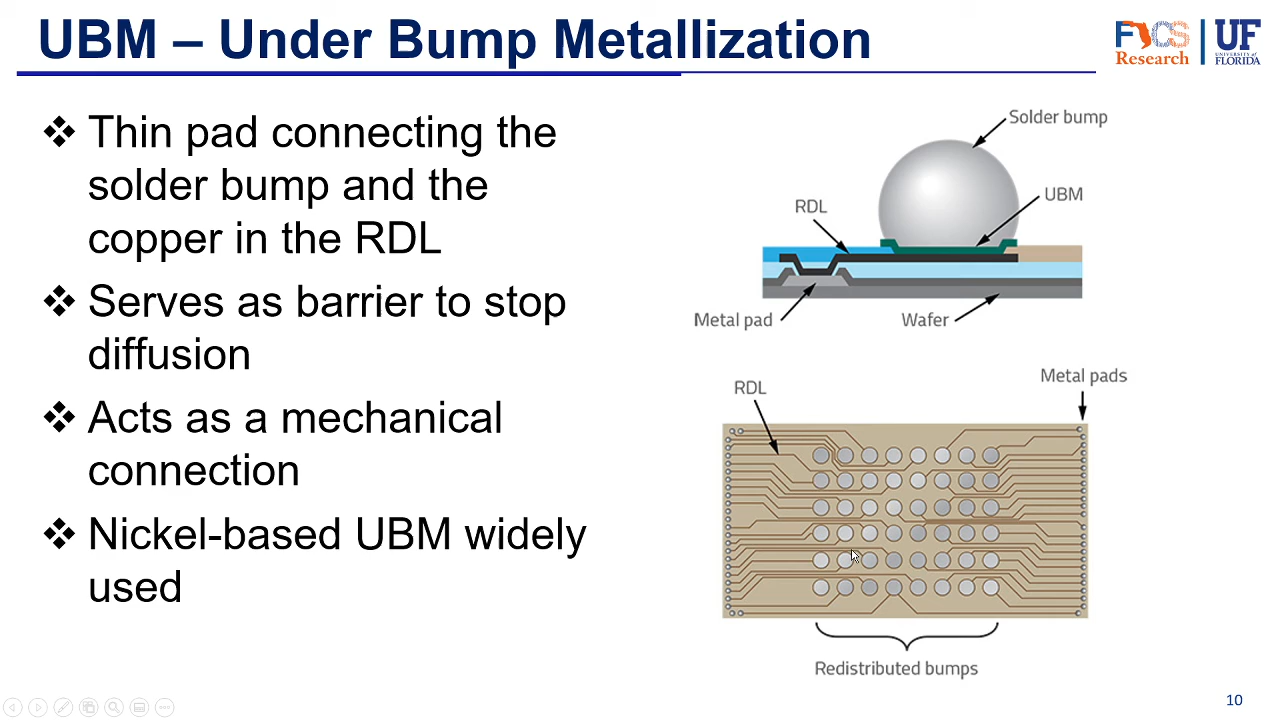 UBM – Under Bump Metallization
FICS
Research
UF
UNIVERSITY of
FLORIDA
❖ Thin pad connecting the
solder bump and the
copper in the RDL
❖ Serves as barrier to stop
diffusion
❖ Acts as a mechanical
connection
❖ Nickel-based UBM widely
used
Solder bump
UBM
RDL
Metal pad
Wafer
RDL
Metal pads
Redistributed bumps
10